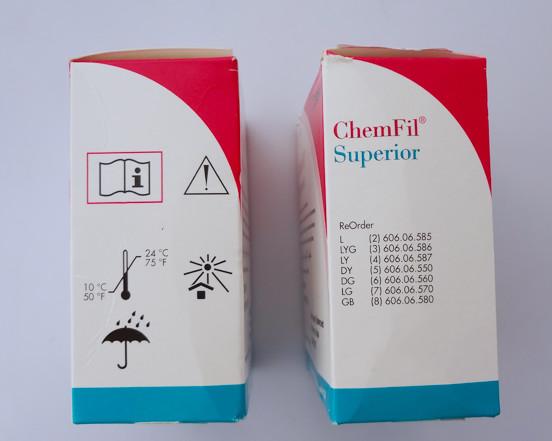 i
24 °C
75 °F
10 °C
50 °F
ChemFil®
Superior
ReOrder
L (2) 606.06.585
LYG (3) 606.06.586
LY (4) 606.06.587
DY (5) 606.06.550
DG (6) 606.06.560
LG (7) 606.06.570
GB (8) 606.06.580